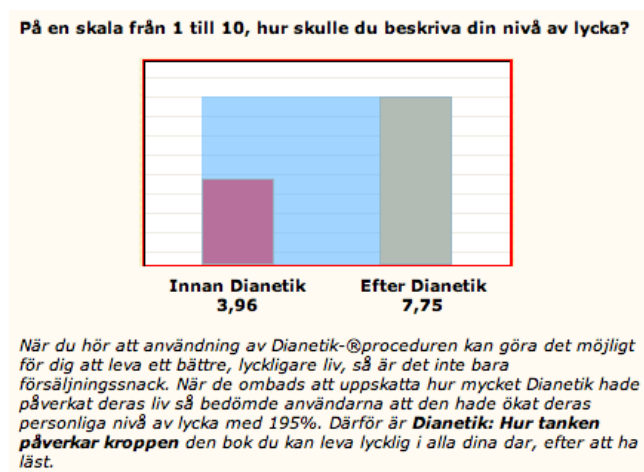 På en skala från 1 till 10, hur skulle du beskriva din nivå av lycka?
Innan Dianetik Efter Dianetik
3,96 7,75
När du hör att användning av Dianetik-®proceduren kan göra det möjligt
för dig att leva ett bättre, lyckligare liv, så är det inte bara
försäljningssnack. När de ombads att uppskatta hur mycket Dianetik hade
påverkat deras liv så bedömde användarna att den hade ökat deras
personliga nivå av lycka med 195%. Därför är Dianetik: Hur tanken
påverkar kroppen den bok du kan leva lycklig i alla dina dar, efter att ha
läst.